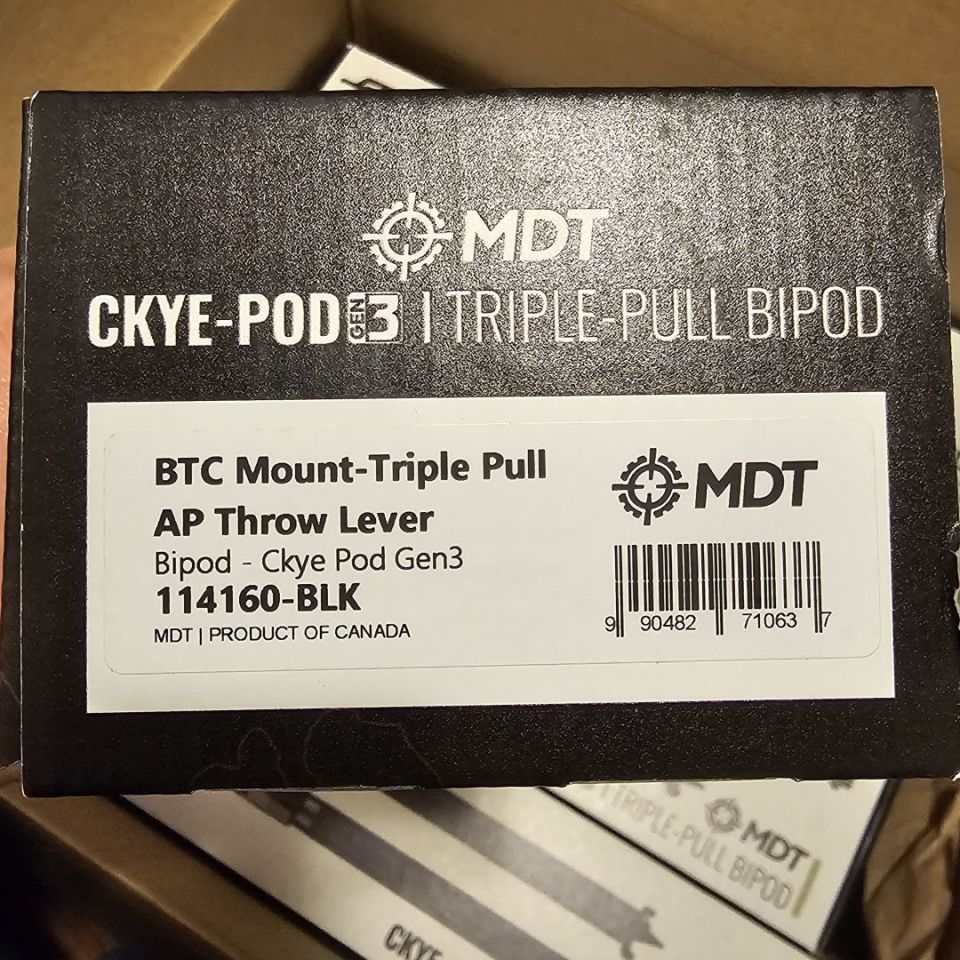 MDT
CKYE-POD GEN 3 | TRIPLE-PULL BIPOD
BTC Mount-Triple Pull
AP Throw Lever
Bipod - Ckye Pod Gen3
114160-BLK
MDT | PRODUCT OF CANADA
MDT
9 90482 71063 7
MDT
TRIPLE-PULL BIPOD
CKYE-